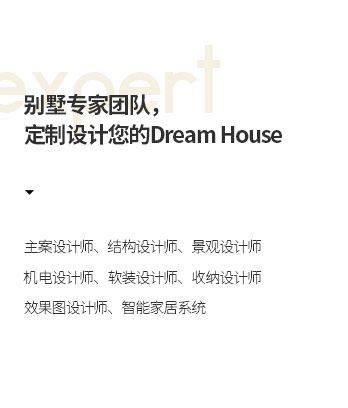 expert
别墅专家团队，
定制设计您的Dream House
主案设计师、结构设计师、景观设计师
机电设计师、软装设计师、收纳设计师
效果图设计师、智能家居系统